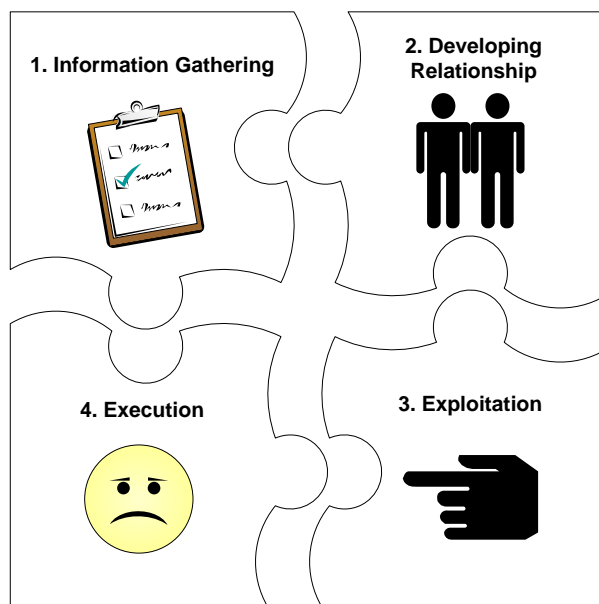 1. Information Gathering
2. Developing
Relationship
4. Execution
3. Exploitation